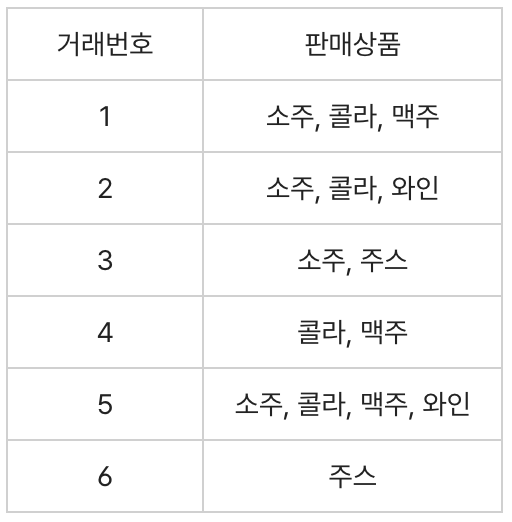 거래번호 판매상품
1 소주, 콜라, 맥주
2 소주, 콜라, 와인
3 소주, 주스
4 콜라, 맥주
5 소주, 콜라, 맥주, 와인
6 주스